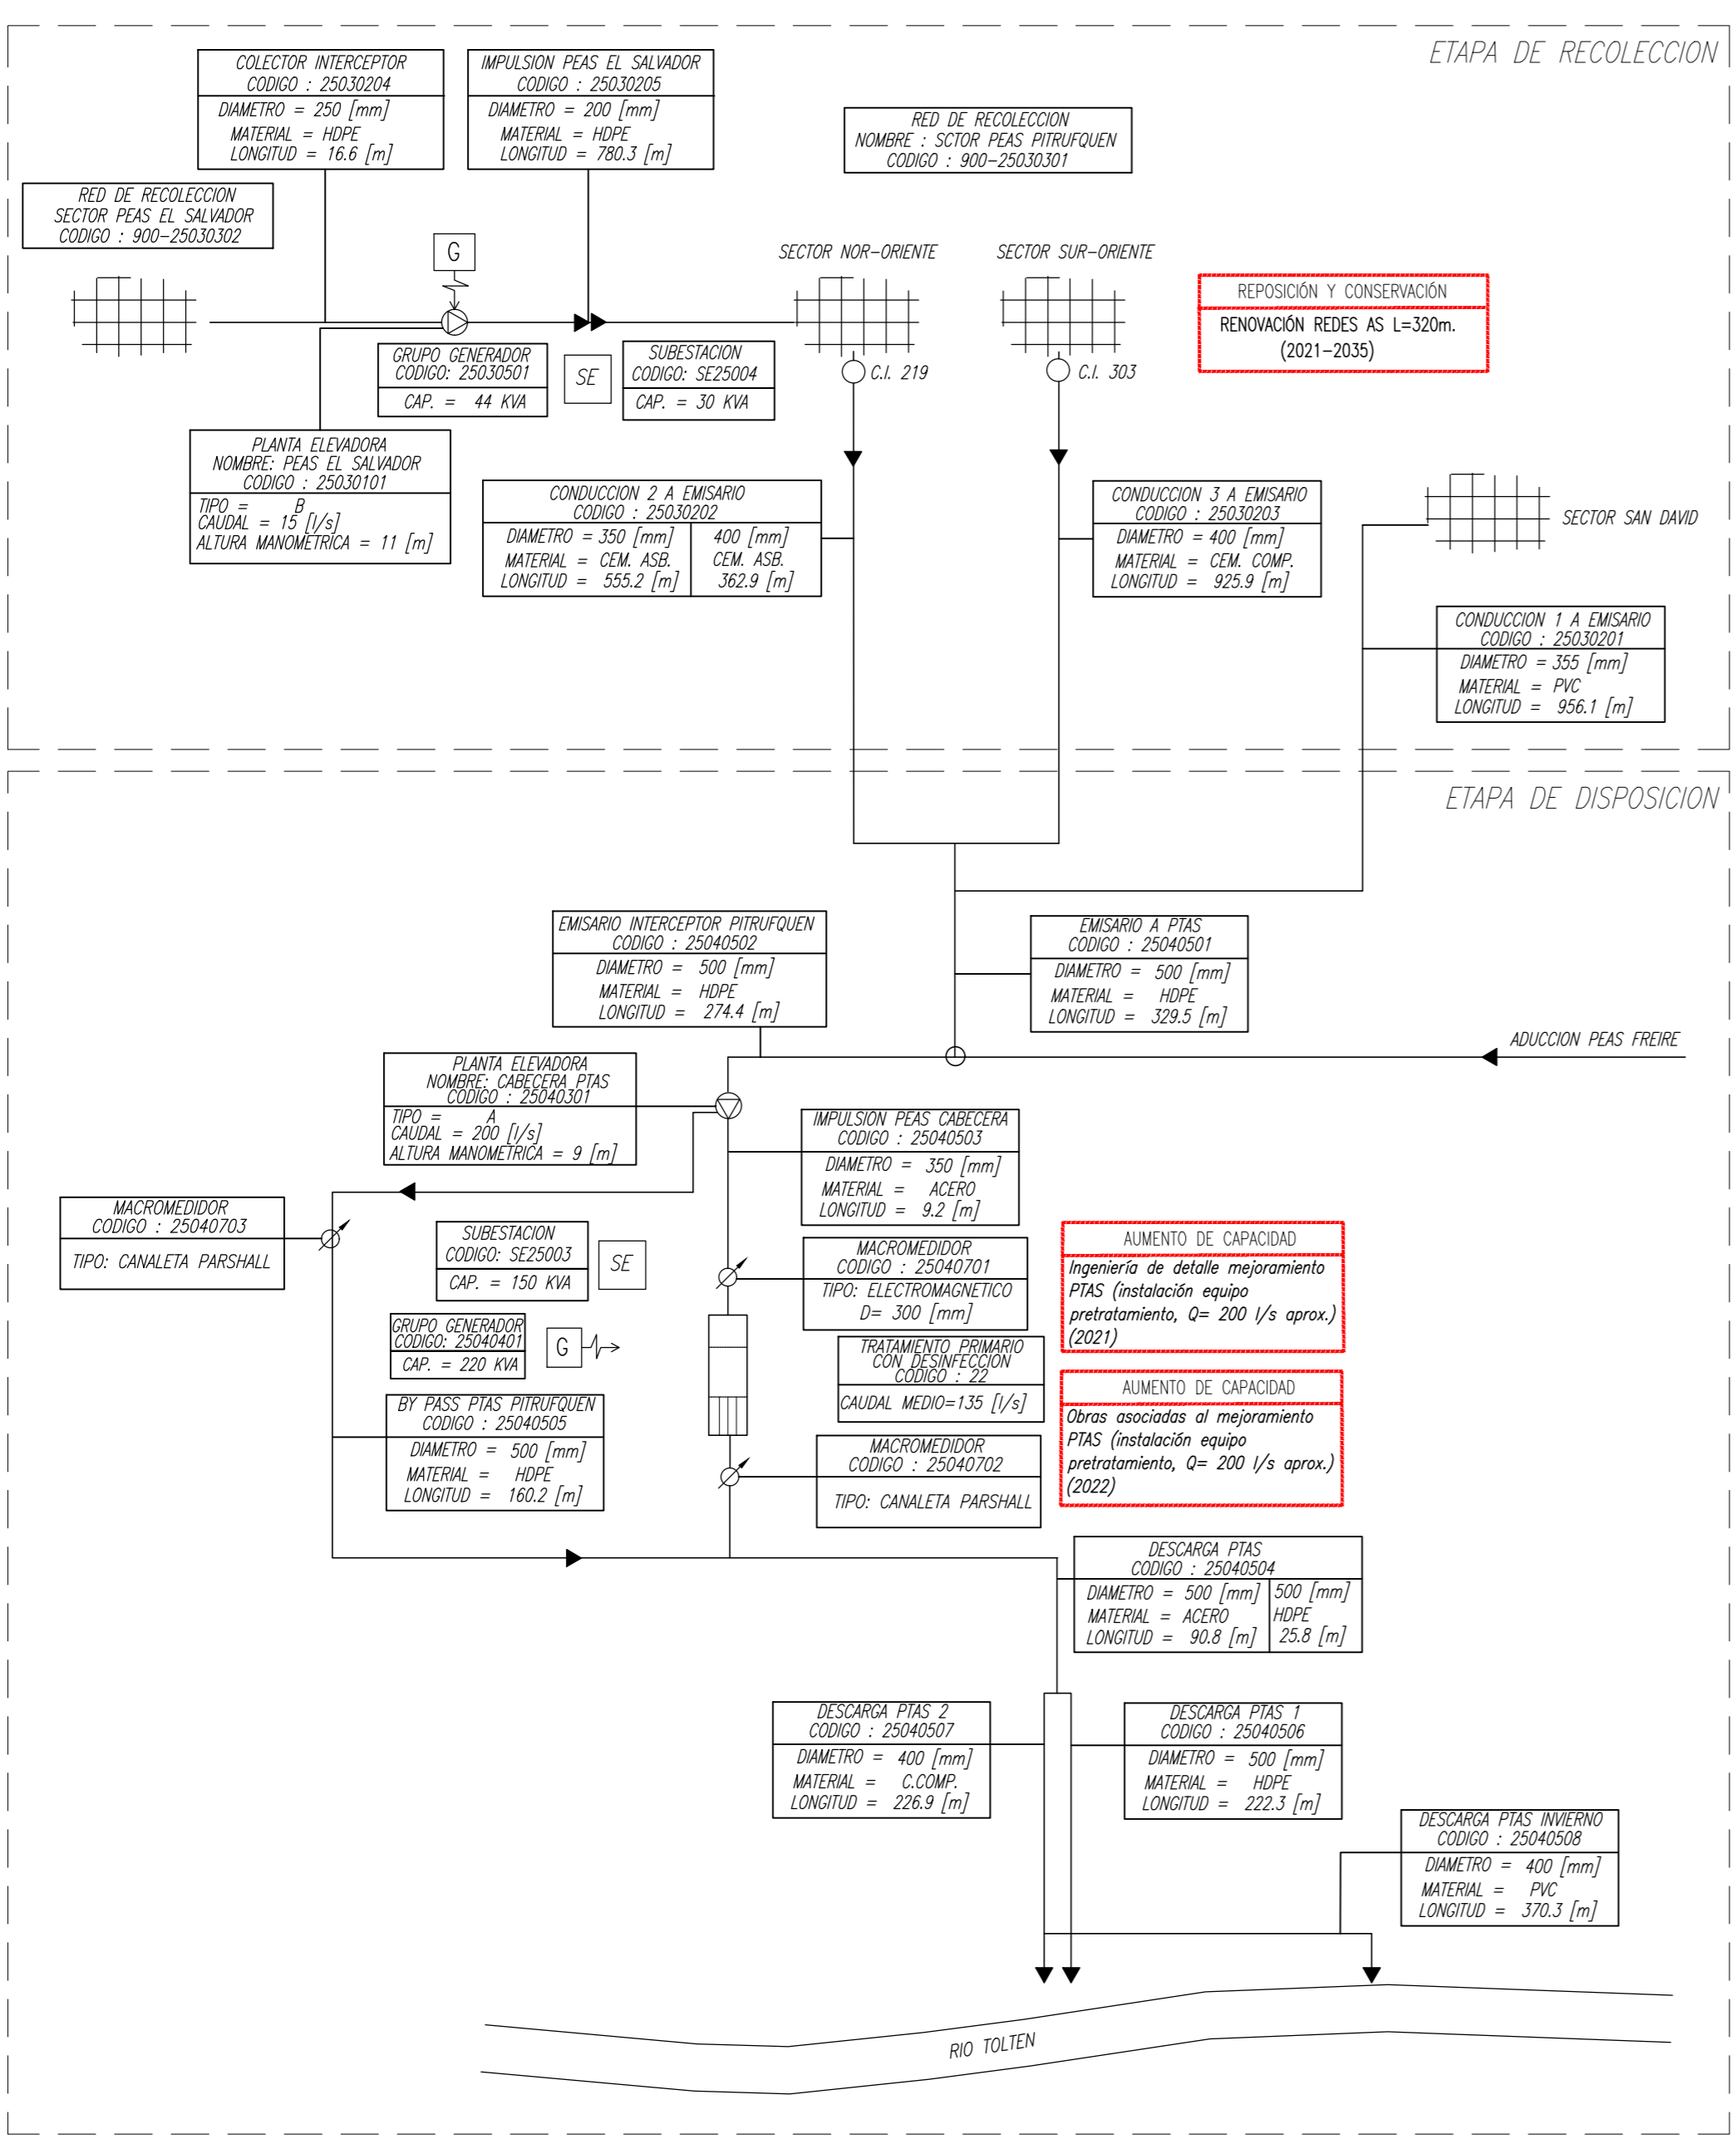 ETAPA DE RECOLECCION
COLECTOR INTERCEPTOR
CODIGO : 25030204
DIAMETRO = 250 [mm]
MATERIAL = HDPE
LONGITUD = 16.6 [m]
IMPULSION PEAS EL SALVADOR
CODIGO : 25030205
DIAMETRO = 200 [mm]
MATERIAL = HDPE
LONGITUD = 780.3 [m]
RED DE RECOLECCION
NOMBRE : SCTOR PEAS PITRUFQUEN
CODIGO : 900-25030301
RED DE RECOLECCION
SECTOR PEAS EL SALVADOR
CODIGO : 900-25030302
G
SECTOR NOR-ORIENTE
SECTOR SUR-ORIENTE
REPOSICIÓN Y CONSERVACIÓN
RENOVACIÓN REDES AS L=320m.
(2021-2035)
GRUPO GENERADOR
CODIGO: 25030501
CAP. = 44 KVA
SE
SUBESTACION
CODIGO: SE25004
CAP. = 30 KVA
C.I. 219
C.I. 303
PLANTA ELEVADORA
NOMBRE: PEAS EL SALVADOR
CODIGO : 25030101
TIPO = B
CAUDAL = 15 [l/s]
ALTURA MANOMETRICA = 11 [m]
CONDUCCION 2 A EMISARIO
CODIGO : 25030202
DIAMETRO = 350 [mm] 400 [mm]
MATERIAL = CEM. ASB. CEM. ASB.
LONGITUD = 555.2 [m] 362.9 [m]
CONDUCCION 3 A EMISARIO
CODIGO : 25030203
DIAMETRO = 400 [mm]
MATERIAL = CEM. COMP.
LONGITUD = 925.9 [m]
SECTOR SAN DAVID
CONDUCCION 1 A EMISARIO
CODIGO : 25030201
DIAMETRO = 355 [mm]
MATERIAL = PVC
LONGITUD = 956.1 [m]
ETAPA DE DISPOSICION
EMISARIO INTERCEPTOR PITRUFQUEN
CODIGO : 25040502
DIAMETRO = 500 [mm]
MATERIAL = HDPE
LONGITUD = 274.4 [m]
EMISARIO A PTAS
CODIGO : 25040501
DIAMETRO = 500 [mm]
MATERIAL = HDPE
LONGITUD = 329.5 [m]
ADUCCION PEAS FREIRE
PLANTA ELEVADORA
NOMBRE: CABECERA PTAS
CODIGO : 25040301
TIPO = A
CAUDAL = 200 [l/s]
ALTURA MANOMETRICA = 9 [m]
IMPULSION PEAS CABECERA
CODIGO : 25040503
DIAMETRO = 350 [mm]
MATERIAL = ACERO
LONGITUD = 9.2 [m]
MACROMEDIDOR
CODIGO : 25040703
TIPO: CANALETA PARSHALL
SUBESTACION
CODIGO: SE25003
CAP. = 150 KVA
SE
MACROMEDIDOR
CODIGO : 25040701
TIPO: ELECTROMAGNETICO
D= 300 [mm]
AUMENTO DE CAPACIDAD
Ingeniería de detalle mejoramiento
PTAS (instalación equipo
pretratamiento, Q= 200 l/s aprox.)
(2021)
GRUPO GENERADOR
CODIGO: 25040401
CAP. = 220 KVA
G
TRATAMIENTO PRIMARIO
CON DESINFECCION
CODIGO : 22
CAUDAL MEDIO=135 [l/s]
AUMENTO DE CAPACIDAD
Obras asociadas al mejoramiento
PTAS (instalación equipo
pretratamiento, Q= 200 l/s aprox.)
(2022)
BY PASS PTAS PITRUFQUEN
CODIGO : 25040505
DIAMETRO = 500 [mm]
MATERIAL = HDPE
LONGITUD = 160.2 [m]
MACROMEDIDOR
CODIGO : 25040702
TIPO: CANALETA PARSHALL
DESCARGA PTAS
CODIGO : 25040504
DIAMETRO = 500 [mm] 500 [mm]
MATERIAL = ACERO HDPE
LONGITUD = 90.8 [m] 25.8 [m]
DESCARGA PTAS 2
CODIGO : 25040507
DIAMETRO = 400 [mm]
MATERIAL = C.COMP.
LONGITUD = 226.9 [m]
DESCARGA PTAS 1
CODIGO : 25040506
DIAMETRO = 500 [mm]
MATERIAL = HDPE
LONGITUD = 222.3 [m]
DESCARGA PTAS INVIERNO
CODIGO : 25040508
DIAMETRO = 400 [mm]
MATERIAL = PVC
LONGITUD = 370.3 [m]
RIO TOLTEN